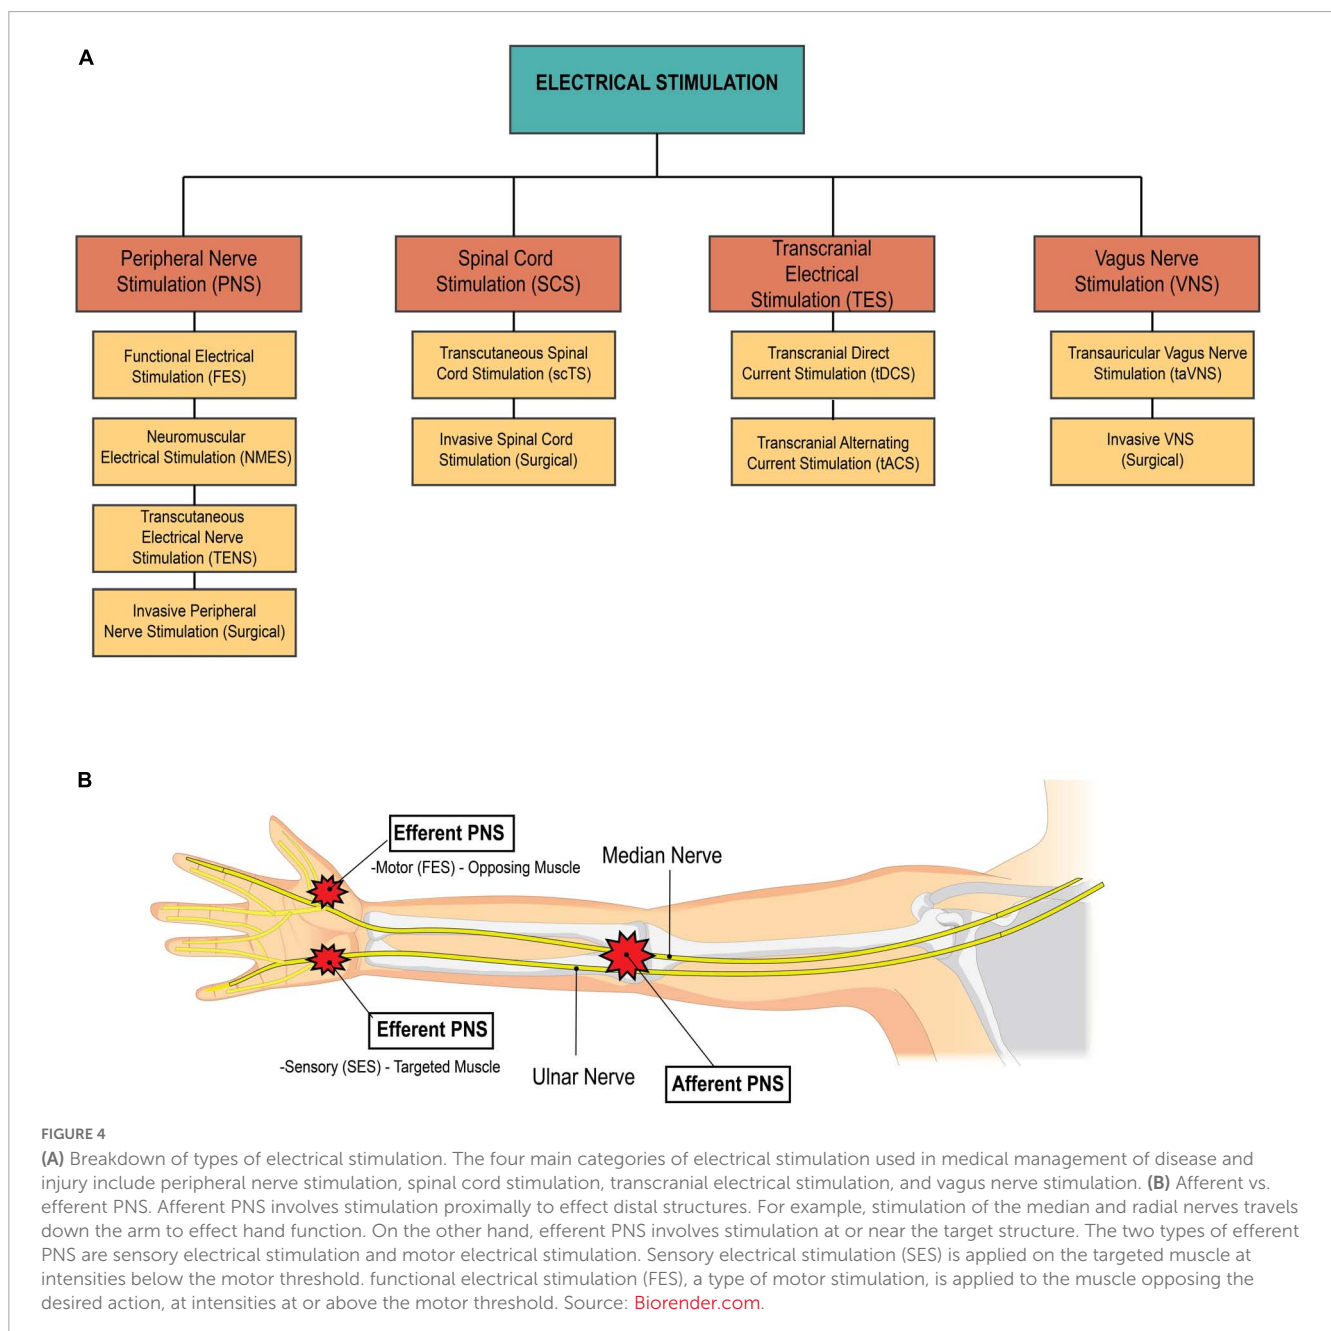 A
ELECTRICAL STIMULATION
Peripheral Nerve
Stimulation (PNS)
Functional Electrical
Stimulation (FES)
Neuromuscular
Electrical Stimulation (NMES)
Transcutaneous
Electrical Nerve
Stimulation (TENS)
Invasive Peripheral
Nerve Stimulation (Surgical)
Spinal Cord
Stimulation (SCS)
Transcutaneous Spinal
Cord Stimulation (scTS)
Invasive Spinal Cord
Stimulation (Surgical)
Transcranial
Electrical
Stimulation (TES)
Transcranial Direct
Current Stimulation (tDCS)
Transcranial Alternating
Current Stimulation (tACS)
Vagus Nerve
Stimulation (VNS)
Transauricular Vagus Nerve
Stimulation (taVNS)
Invasive VNS
(Surgical)
B
Efferent PNS
-Motor (FES) - Opposing Muscle
Median Nerve
Efferent PNS
-Sensory (SES) - Targeted Muscle
Ulnar Nerve
Afferent PNS
FIGURE 4
(A) Breakdown of types of electrical stimulation. The four main categories of electrical stimulation used in medical management of disease and
injury include peripheral nerve stimulation, spinal cord stimulation, transcranial electrical stimulation, and vagus nerve stimulation. (B) Afferent vs.
efferent PNS. Afferent PNS involves stimulation proximally to effect distal structures. For example, stimulation of the median and radial nerves travels
down the arm to effect hand function. On the other hand, efferent PNS involves stimulation at or near the target structure. The two types of efferent
PNS are sensory electrical stimulation and motor electrical stimulation. Sensory electrical stimulation (SES) is applied on the targeted muscle at
intensities below the motor threshold. functional electrical stimulation (FES), a type of motor stimulation, is applied to the muscle opposing the
desired action, at intensities at or above the motor threshold. Source: Biorender.com.